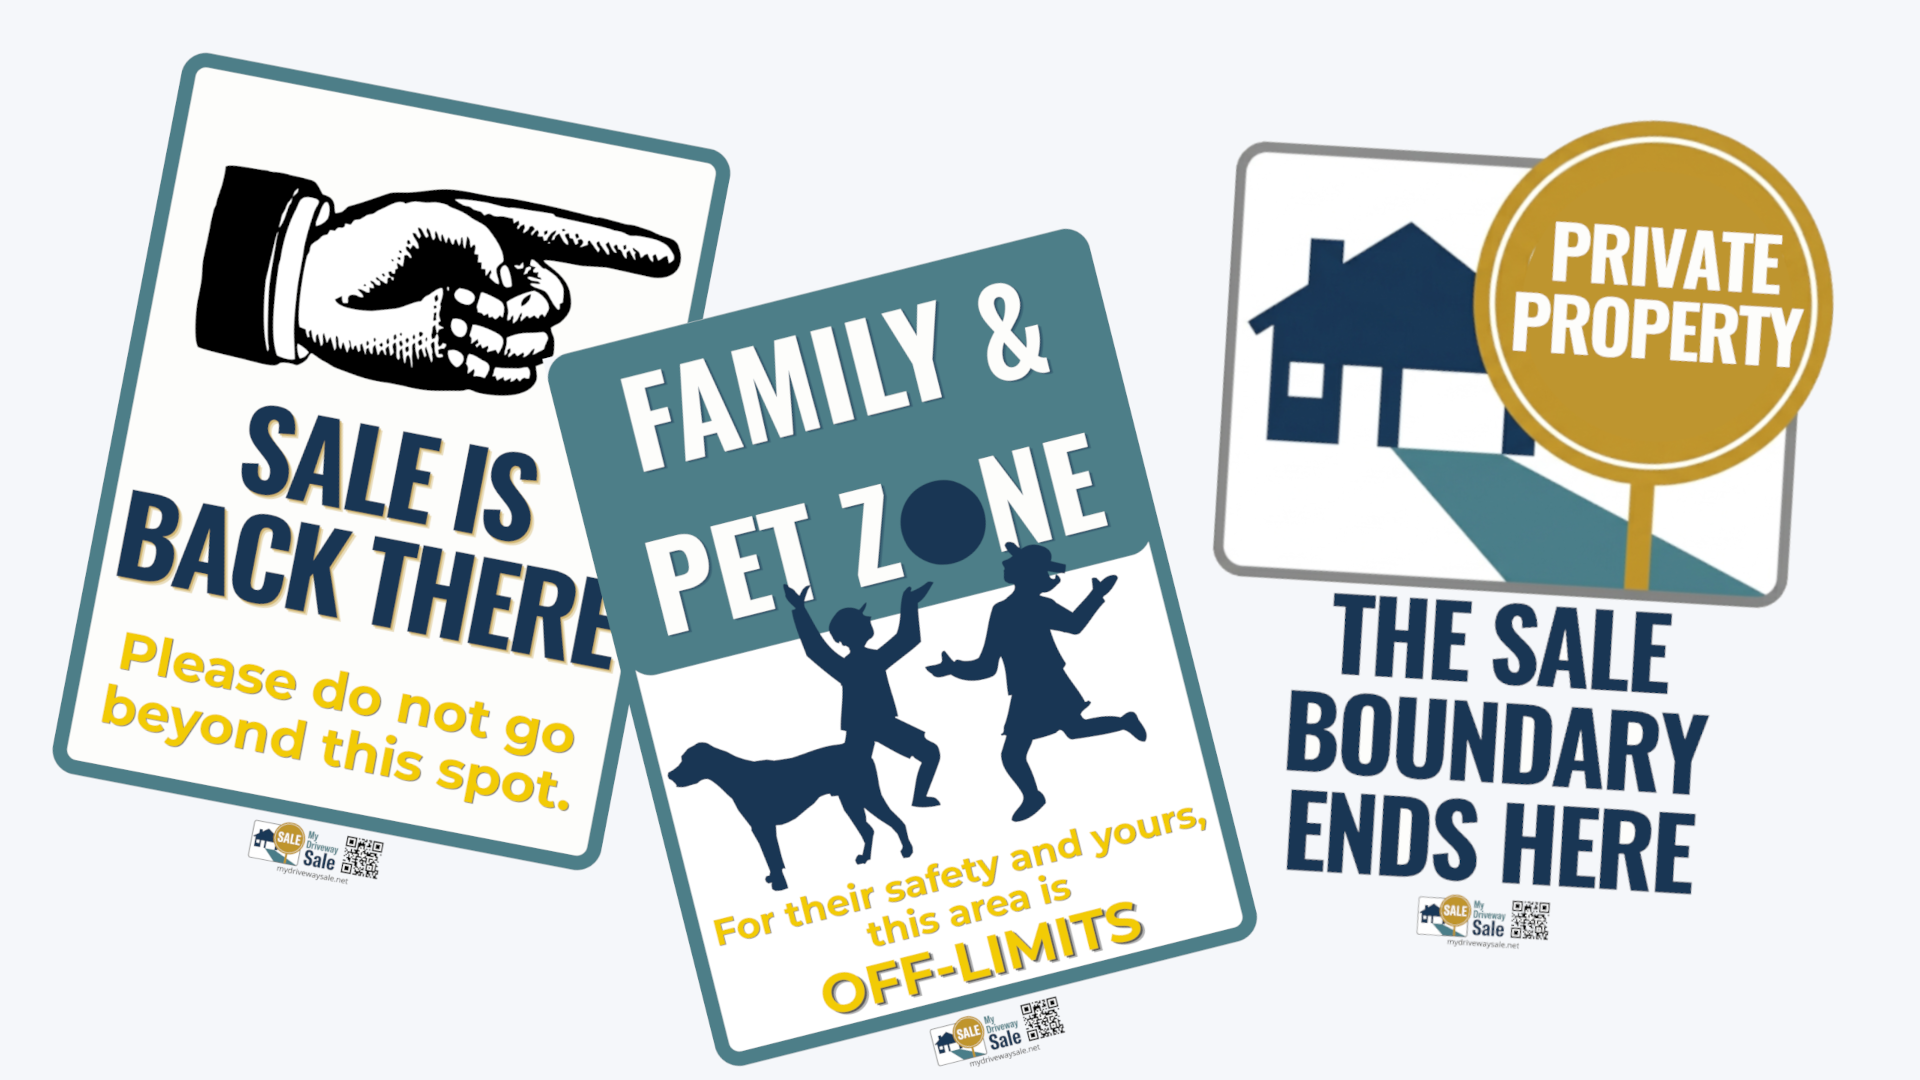 SALE IS
BACK THERE
Please do not go
beyond this spot.
SALE
My
Driveway
Sale
mydrivewaysale.net
FAMILY &
PET ZONE
For their safety and yours,
this area is
OFF-LIMITS
SALE
My
Driveway
Sale
mydrivewaysale.net
PRIVATE
PROPERTY
THE SALE
BOUNDARY
ENDS HERE
SALE
My
Driveway
Sale
mydrivewaysale.net